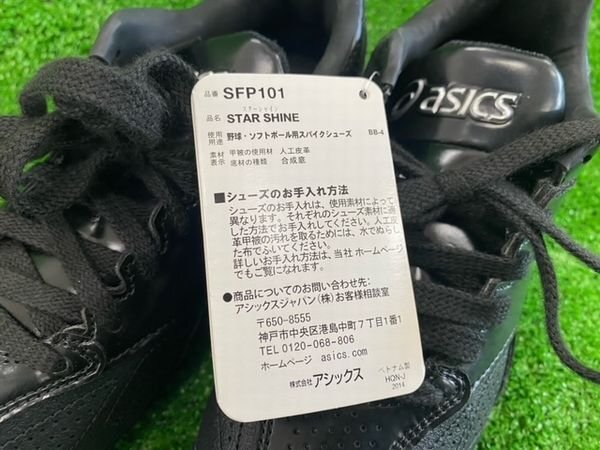 品番 SFP101
スターシャイン
品名 STAR SHINE
使用用途 野球・ソフトボール用スパイクシューズ BB-4
素材 甲被の使用材 人工皮革
表示 底材の種類 合成底
■シューズのお手入れ方法
シューズのお手入れは、使用素材によって
異なります。それぞれのシューズ素材に適
した方法でお手入れしてください。人工皮
革甲被の汚れを取るためには、水でぬらし
た布でふいてください。
詳しいお手入れ方法は、当社 ホームページ
でもご覧になれます。
●商品についてのお問い合わせ先:
アシックスジャパン(株)お客様相談室
〒650-8555
神戸市中央区港島中町7丁目1番1
TEL 0120-068-806
ホームページ asics.com
株式会社 アシックス
ベトナム製
HQN-J
2014
asics